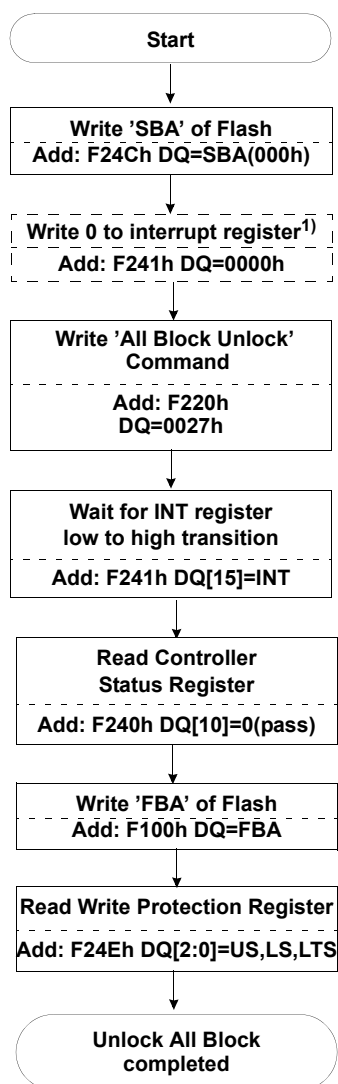 Start
Write ’SBA’ of Flash
Add: F24Ch DQ=SBA(000h)
Write 0 to interrupt register1)
Add: F241h DQ=0000h
Write ’All Block Unlock’
Command
Add: F220h
DQ=0027h
Wait for INT register
low to high transition
Add: F241h DQ[15]=INT
Read Controller
Status Register
Add: F240h DQ[10]=0(pass)
Write ’FBA’ of Flash
Add: F100h DQ=FBA
Read Write Protection Register
Add: F24Eh DQ[2:0]=US,LS,LTS
Unlock All Block
completed